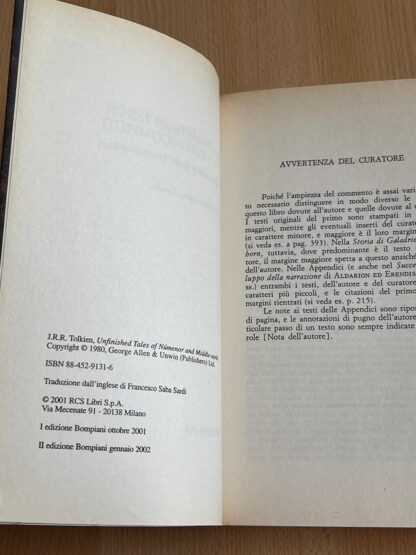 J.R.R. Tolkien, Unfinished Tales of Númenor and Middle-earth
Copyright © 1980, George Allen & Unwin (Publishers) Ltd.
ISBN 88-452-9131-6
Traduzione dall'inglese di Francesco Saba Sardi
© 2001 RCS Libri S.p.A.
Via Mecenate 91 - 20138 Milano
I edizione Bompiani ottobre 2001
II edizione Bompiani gennaio 2002
AVVERTENZA DEL CURATORE
Poiché l'ampiezza del commento è assai vari
to necessario distinguere in modo diverso le
questo libro dovute all'autore e quelle dovute al c
I testi originali del primo sono stampati in c
maggiori, mentre gli eventuali inserti del curato
in carattere minore, e maggiore è il loro margin
(si veda es. a pag. 393). Nella Storia di Galadrie
born, tuttavia, dove predominante è il testo
tore, il margine maggiore spetta a questo anziché
dell'autore. Nelle Appendici (e anche nel Succes
luppo della narrazione di ALDARION ED ERENDISS
ss.) entrambi i testi, dell'autore e del curator
caratteri più piccoli, e le citazioni del primo
margini rientrati (si veda es. p. 215).
Le note ai testi delle Appendici sono ripor
di pagina, e le annotazioni di pugno dell'autore
ticolare passo di un testo sono sempre indicate
role [Nota dell'autore].